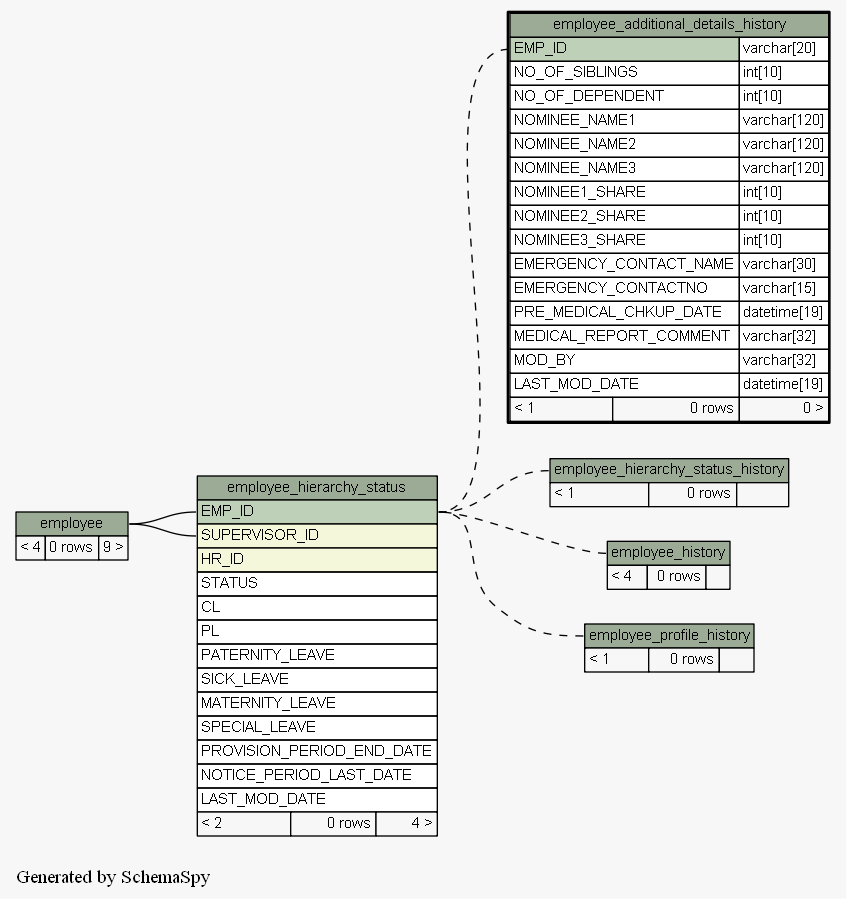 employee_additional_details_history
EMP_ID varchar[20]
NO_OF_SIBLINGS int[10]
NO_OF_DEPENDENT int[10]
NOMINEE_NAME1 varchar[120]
NOMINEE_NAME2 varchar[120]
NOMINEE_NAME3 varchar[120]
NOMINEE1_SHARE int[10]
NOMINEE2_SHARE int[10]
NOMINEE3_SHARE int[10]
EMERGENCY_CONTACT_NAME varchar[30]
EMERGENCY_CONTACTNO varchar[15]
PRE_MEDICAL_CHKUP_DATE datetime[19]
MEDICAL_REPORT_COMMENT varchar[32]
MOD_BY varchar[32]
LAST_MOD_DATE datetime[19]
< 1 0 rows 0 >
employee
< 4 0 rows 9 >
employee_hierarchy_status
EMP_ID
SUPERVISOR_ID
HR_ID
STATUS
CL
PL
PATERNITY_LEAVE
SICK_LEAVE
MATERNITY_LEAVE
SPECIAL_LEAVE
PROVISION_PERIOD_END_DATE
NOTICE_PERIOD_LAST_DATE
LAST_MOD_DATE
< 2 0 rows 4 >
employee_hierarchy_status_history
< 1 0 rows
employee_history
< 4 0 rows
employee_profile_history
< 1 0 rows
Generated by SchemaSpy